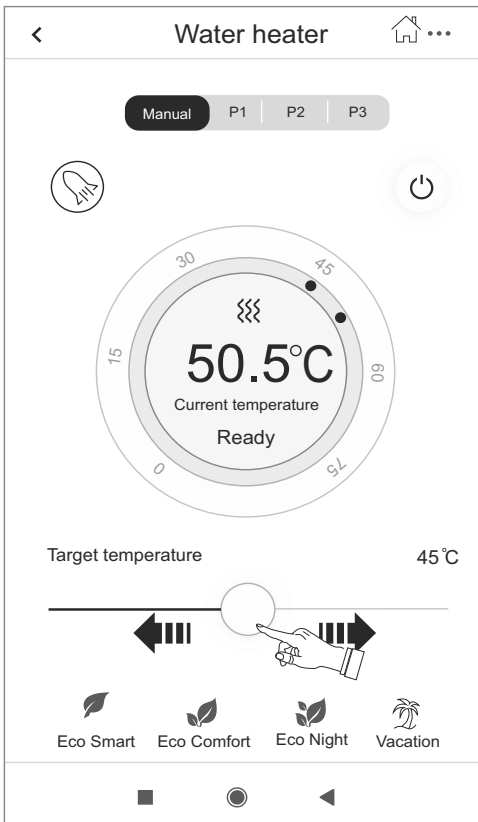 Water heater
Manual P1 P2 P3
30 45
15 60
0 75
50.5°C
Current temperature
Ready
Target temperature 45°C
Eco Smart Eco Comfort Eco Night Vacation